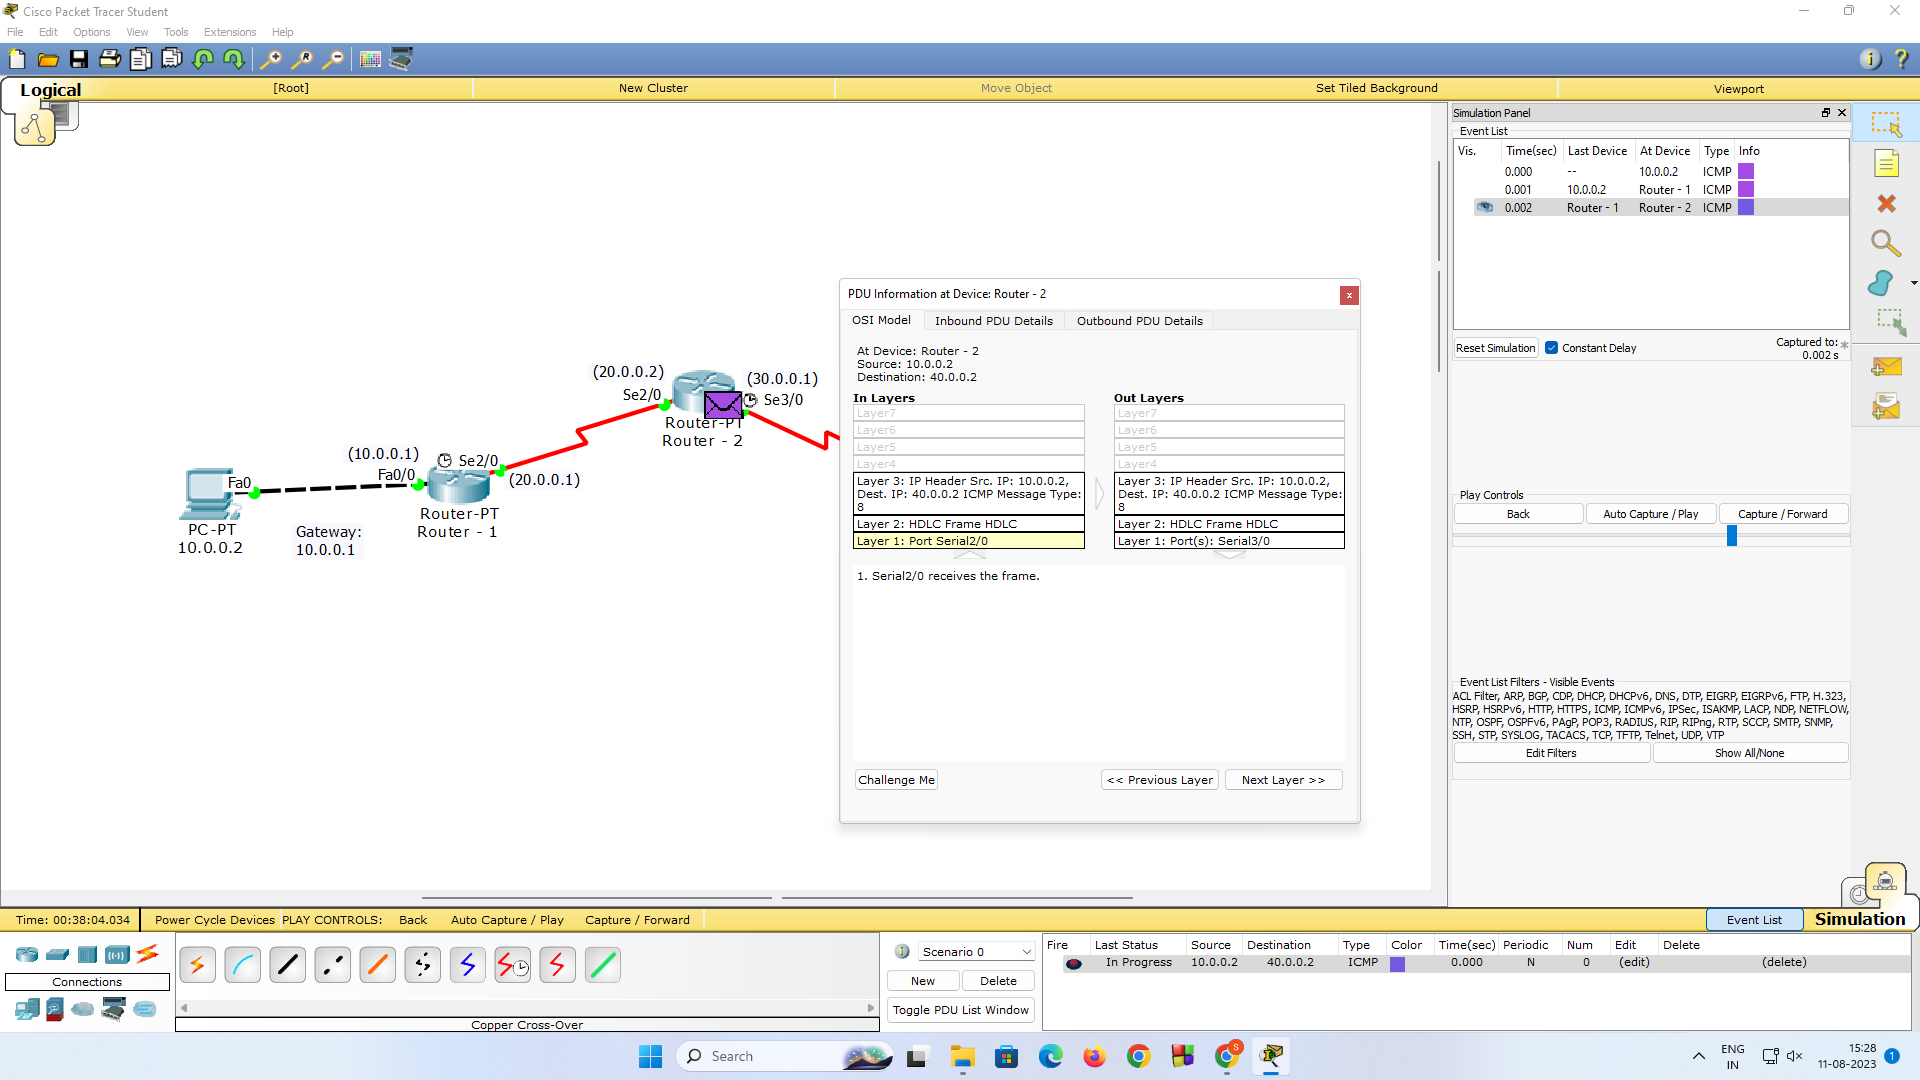 Cisco Packet Tracer Student
File Edit Options View Tools Extensions Help
Logical [Root] New Cluster Move Object Set Tiled Background Viewport
Simulation Panel
Event List
Vis. Time(sec) Last Device At Device Type Info
0.000 -- 10.0.0.2 ICMP
0.001 10.0.0.2 Router - 1 ICMP
0.002 Router - 1 Router - 2 ICMP
Reset Simulation Constant Delay Captured to:
0.002 s
Play Controls
Back Auto Capture / Play Capture / Forward
Event List Filters - Visible Events
ACL Filter, ARP, BGP, CDP, DHCP, DHCPv6, DNS, DTP, EIGRP, EIGRPv6, FTP, H.323,
HSRP, HSRPv6, HTTP, HTTPS, ICMP, ICMPv6, IPSec, ISAKMP, LACP, NDP, NETFLOW,
NTP, OSPF, OSPFv6, PAgP, POP3, RADIUS, RIP, RIPng, RTP, SCCP, SMTP, SNMP,
SSH, STP, SYSLOG, TACACS, TCP, TFTP, Telnet, UDP, VTP
Edit Filters Show All/None
(20.0.0.2) (30.0.0.1)
Se2/0 Se3/0
Router-PT
Router - 2
(10.0.0.1) Se2/0
Fa0/0 (20.0.0.1)
Fa0
Router-PT
Router - 1
PC-PT
10.0.0.2
Gateway:
10.0.0.1
PDU Information at Device: Router - 2 x
OSI Model Inbound PDU Details Outbound PDU Details
At Device: Router - 2
Source: 10.0.0.2
Destination: 40.0.0.2
In Layers
Layer7
Layer6
Layer5
Layer4
Layer 3: IP Header Src. IP: 10.0.0.2,
Dest. IP: 40.0.0.2 ICMP Message Type:
8
Layer 2: HDLC Frame HDLC
Layer 1: Port Serial2/0
Out Layers
Layer7
Layer6
Layer5
Layer4
Layer 3: IP Header Src. IP: 10.0.0.2,
Dest. IP: 40.0.0.2 ICMP Message Type:
8
Layer 2: HDLC Frame HDLC
Layer 1: Port(s): Serial3/0
1. Serial2/0 receives the frame.
Challenge Me << Previous Layer Next Layer >>
Time: 00:38:04.034 Power Cycle Devices PLAY CONTROLS: Back Auto Capture / Play Capture / Forward Event List Simulation
Connections
Copper Cross-Over
Scenario 0
New Delete
Toggle PDU List Window
Fire Last Status Source Destination Type Color Time(sec) Periodic Num Edit Delete
In Progress 10.0.0.2 40.0.0.2 ICMP 0.000 N 0 (edit) (delete)
Search
S
ENG
IN
15:28
11-08-2023
1